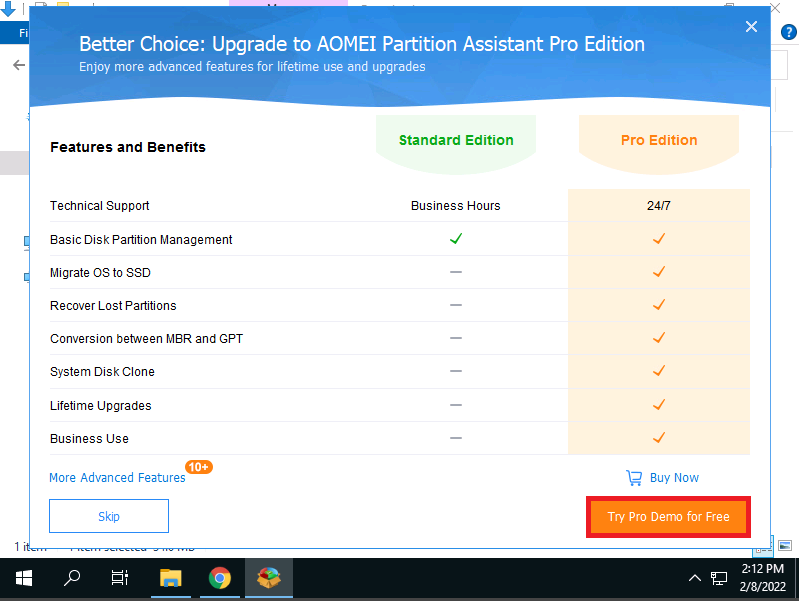 Fi
Better Choice: Upgrade to AOMEI Partition Assistant Pro Edition
Enjoy more advanced features for lifetime use and upgrades
?
Features and Benefits
Standard Edition
Pro Edition
Technical Support Business Hours 24/7
Basic Disk Partition Management
Migrate OS to SSD
Recover Lost Partitions
Conversion between MBR and GPT
System Disk Clone
Lifetime Upgrades
Business Use
More Advanced Features 10+
Buy Now
Skip
Try Pro Demo for Free
1 item
2:12 PM
2/8/2022